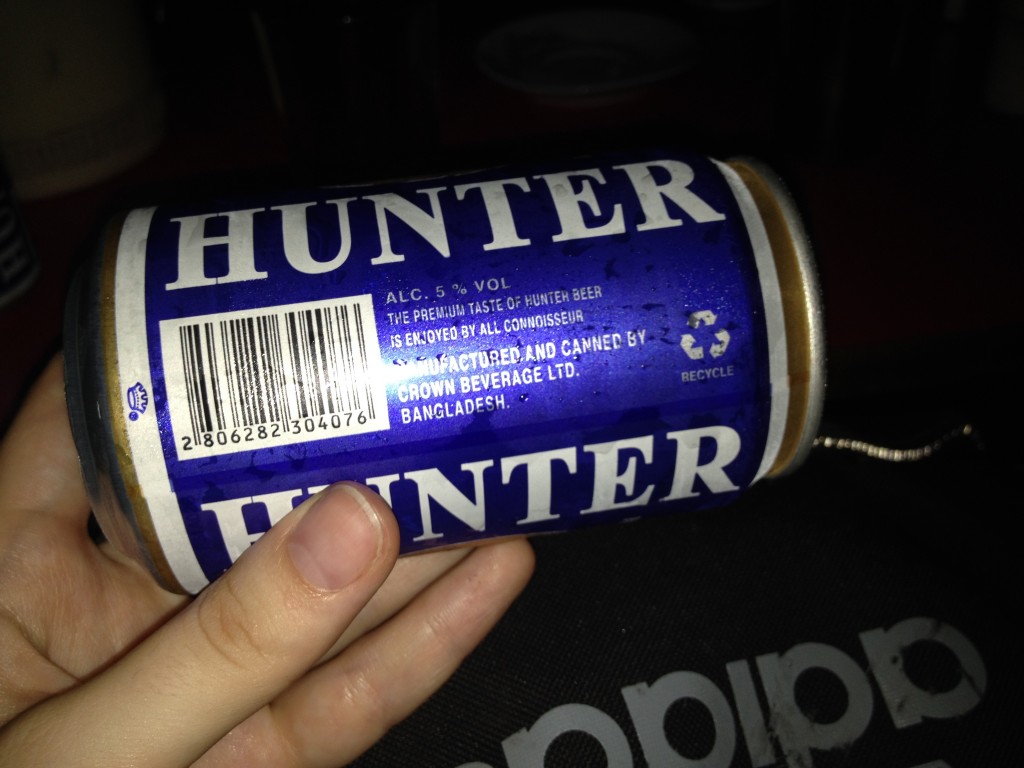 HUNTER
ALC. 5 % VOL
THE PREMIUM TASTE OF HUNTER BEER
IS ENJOYED BY ALL CONNOISSEUR
MANUFACTURED AND CANNED BY
CROWN BEVERAGE LTD.
BANGLADESH.
2 806282 304076
RECYCLE
HUNTER
adidas